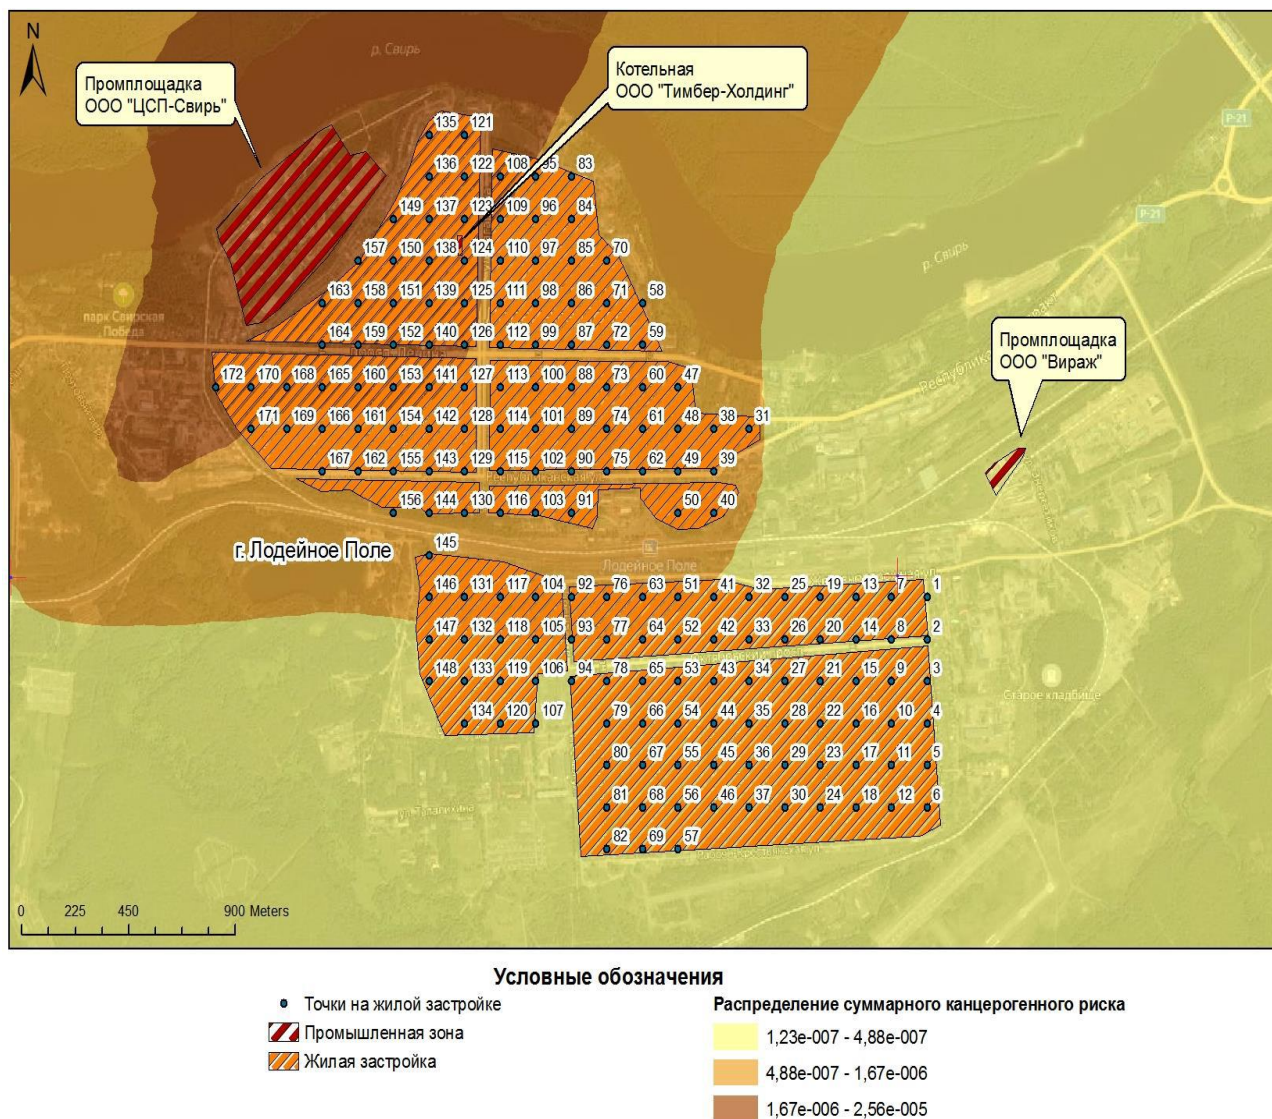 N
р. Свирь
Промплощадка
ООО "ЦСП-Свирь"
Котельная
ООО "Тимбер-Холдинг"
Р-21
135 121
136 122 108 95 83
149 137 123 109 96 84
Р-21
157 150 138 124 110 97 85 70
р. Свирь
163 158 151 139 125 111 98 86 71 58
парк Свирская
Победа
164 159 152 140 126 112 99 87 72 59
Промплощадка
ООО "Вираж"
172 170 168 165 160 153 141 127 113 100 88 73 60 47
171 169 166 161 154 142 128 114 101 89 74 61 48 38 31
167 162 155 143 129 115 102 90 75 62 49 39
Республиканская ул.
156 144 130 116 103 91 50 40
г. Лодейное Поле
145
Лодейное Поле
146 131 117 104 92 76 63 51 41 32 25 19 13 7 1
147 132 118 105 93 77 64 52 42 33 26 20 14 8 2
148 133 119 106 94 78 65 53 43 34 27 21 15 9 3
Старое кладбище
134 120 107 79 66 54 44 35 28 22 16 10 4
80 67 55 45 36 29 23 17 11 5
81 68 56 46 37 30 24 18 12 6
ул. Талалихина
82 69 57
0 225 450 900 Meters
Условные обозначения
Точки на жилой застройке
Промышленная зона
Жилая застройка
Распределение суммарного канцерогенного риска
1,23e-007 - 4,88e-007
4,88e-007 - 1,67e-006
1,67e-006 - 2,56e-005